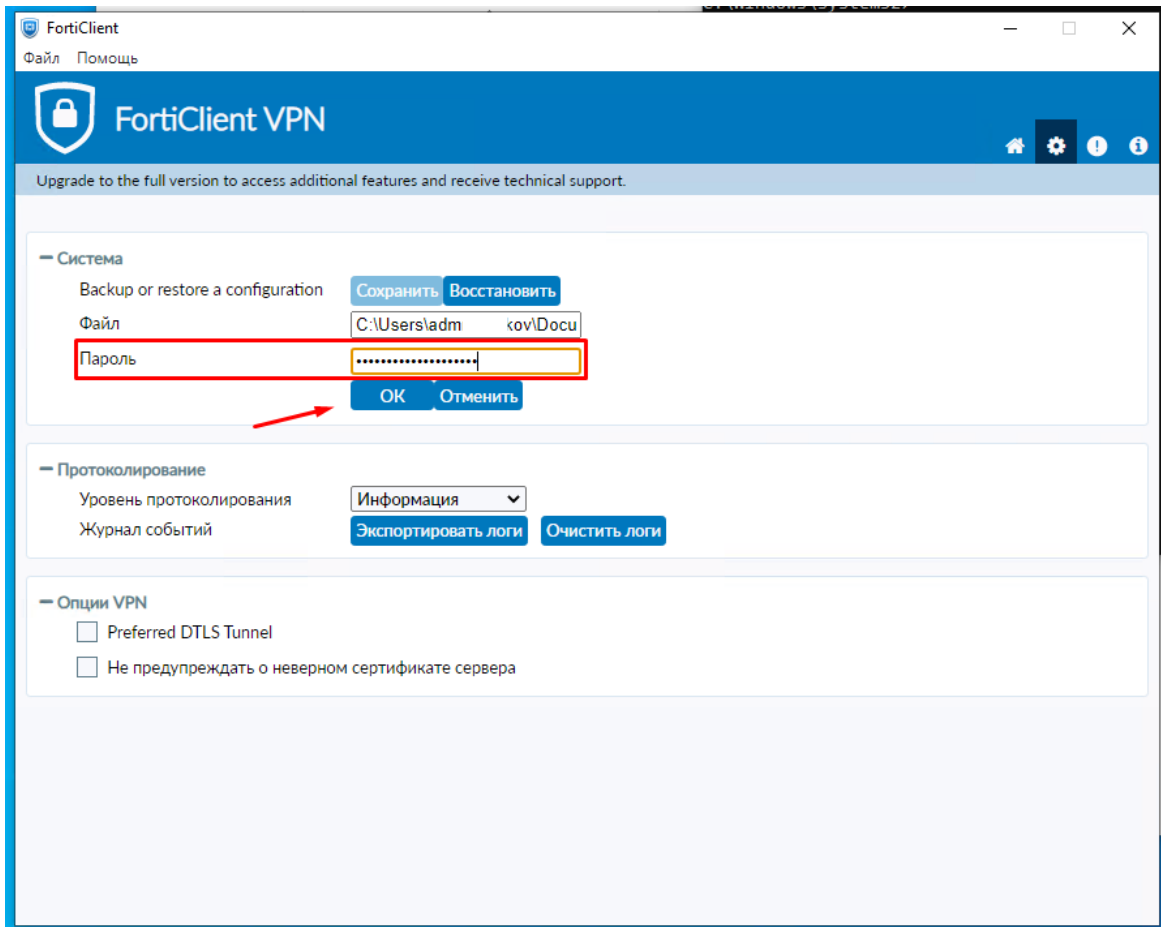 FortiClient
Файл Помощь
FortiClient VPN
Upgrade to the full version to access additional features and receive technical support.
Система
Backup or restore a configuration Сохранить Восстановить
Файл C:\Users\adm kov\Docu
Пароль ••••••••••••••••••••
ОК Отменить
Протоколирование
Уровень протоколирования Информация
Журнал событий Экспортировать логи Очистить логи
Опции VPN
Preferred DTLS Tunnel
Не предупреждать о неверном сертификате сервера